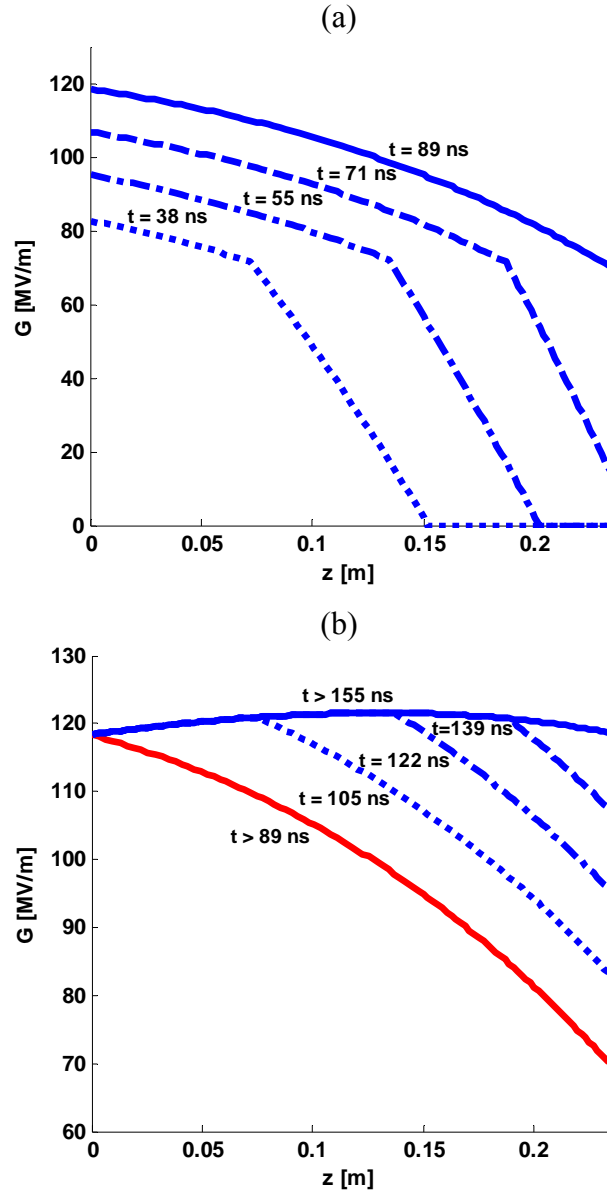 (a)
120
100
80
60
40
20
0
G [MV/m]
t = 89 ns
t = 71 ns
t = 55 ns
t = 38 ns
0 0.05 0.1 0.15 0.2
z [m]
(b)
130
120
110
100
90
80
70
60
G [MV/m]
t > 155 ns
t=139 ns
t = 122 ns
t = 105 ns
t > 89 ns
0 0.05 0.1 0.15 0.2
z [m]